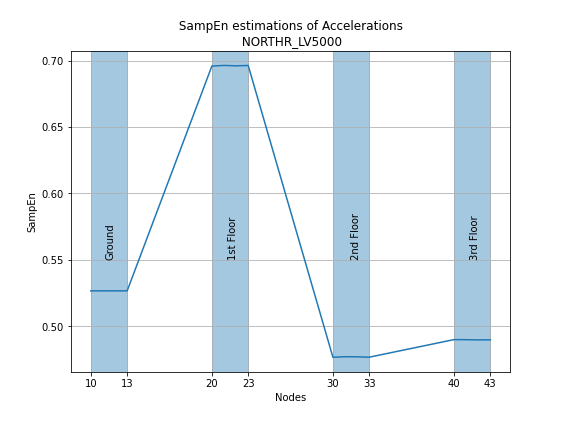 SampEn estimations of Accelerations
NORTHR_LV5000
0.70
0.65
0.60
0.55
0.50
SampEn
Ground
1st Floor
2nd Floor
3rd Floor
10 13 20 23 30 33 40 43
Nodes